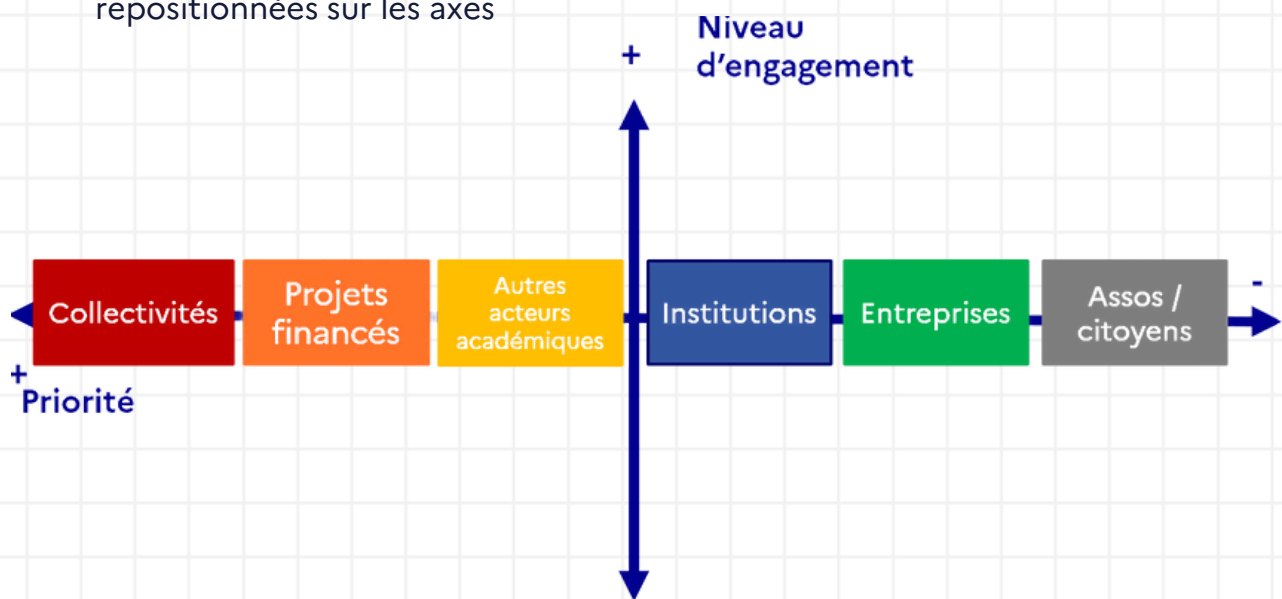 repositionnées sur les axes
Niveau
d'engagement
+
Collectivités
Projets
financés
Autres
acteurs
académiques
Institutions
Entreprises
Assos /
citoyens
-
+
Priorité